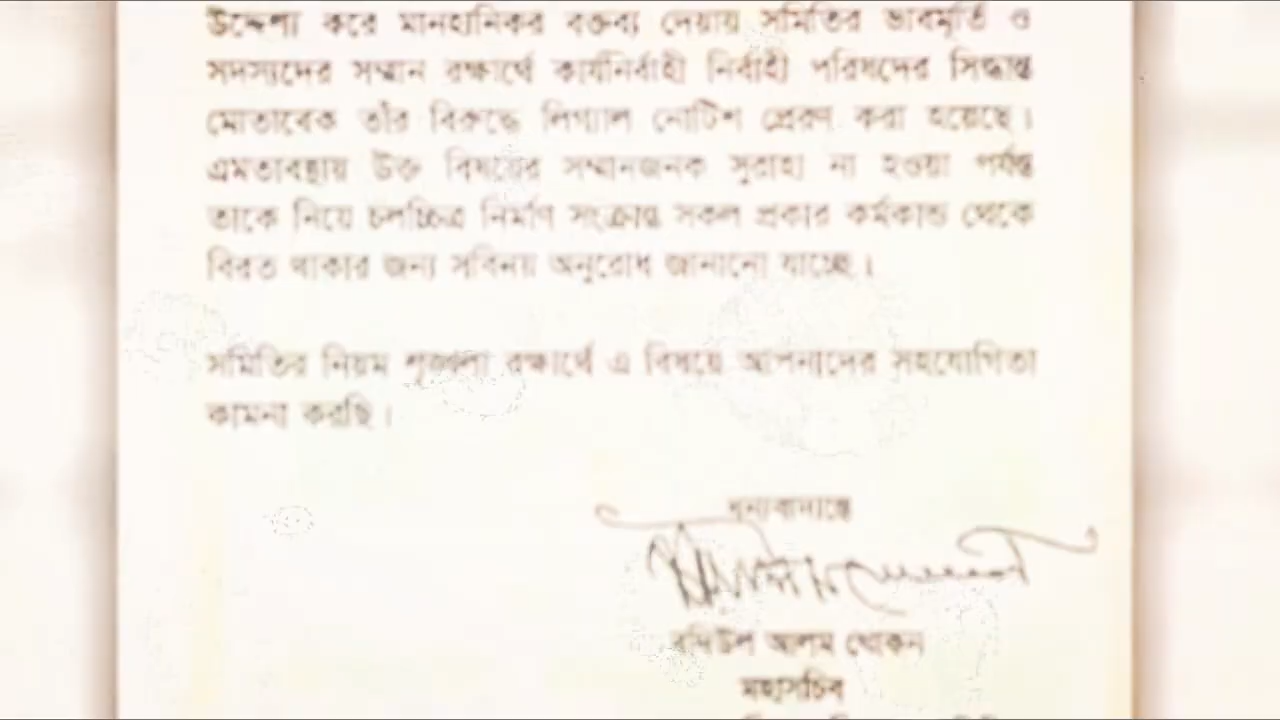 উদ্দেশ্য করে মানহানিকর বক্তব্য দেয়ায় সমিতির ভাবমূর্তি ও
সদস্যদের সম্মান রক্ষার্থে কার্যনির্বাহী নির্বাহী পরিষদের সিদ্ধান্ত
মোতাবেক তাঁর বিরুদ্ধে লিগ্যাল নোটিশ প্রেরণ করা হয়েছে।
এমতাবস্থায় উক্ত বিষয়ের সম্মানজনক সুরাহা না হওয়া পর্যন্ত
তাকে নিয়ে চলচ্চিত্র নির্মাণ সংক্রান্ত সকল প্রকার কর্মকান্ড থেকে
বিরত থাকার জন্য সবিনয় অনুরোধ জানানো যাচ্ছে।
সমিতির নিয়ম শৃঙ্খলা রক্ষার্থে এ বিষয়ে আপনাদের সহযোগিতা
কামনা করছি।
ধন্যবাদান্তে
বদিউল আলম খোকন
মহাসচিব